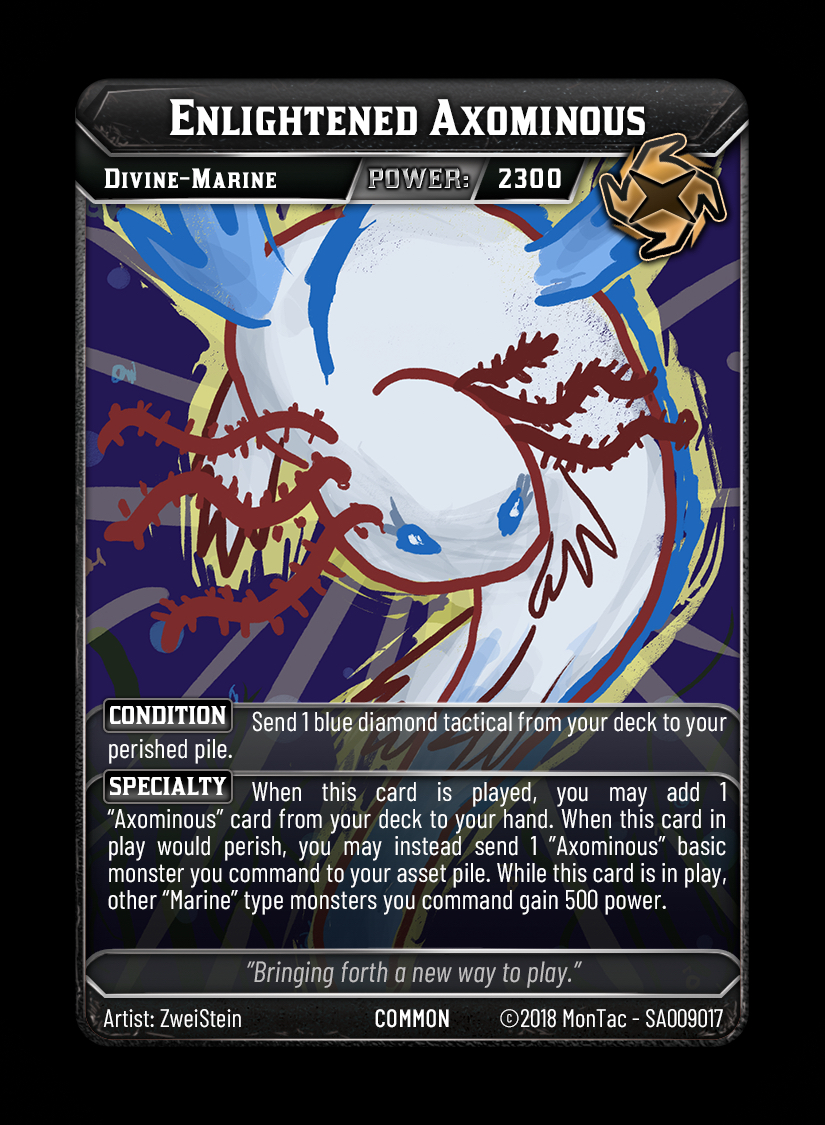 Enlightened Axominous
Divine-Marine POWER: 2300
CONDITION Send 1 blue diamond tactical from your deck to your
perished pile.
SPECIALTY When this card is played, you may add 1
"Axominous" card from your deck to your hand. When this card in
play would perish, you may instead send 1 "Axominous" basic
monster you command to your asset pile. While this card is in play,
other "Marine" type monsters you command gain 500 power.
"Bringing forth a new way to play."
Artist: ZweiStein COMMON ©2018 MonTac - SA009017